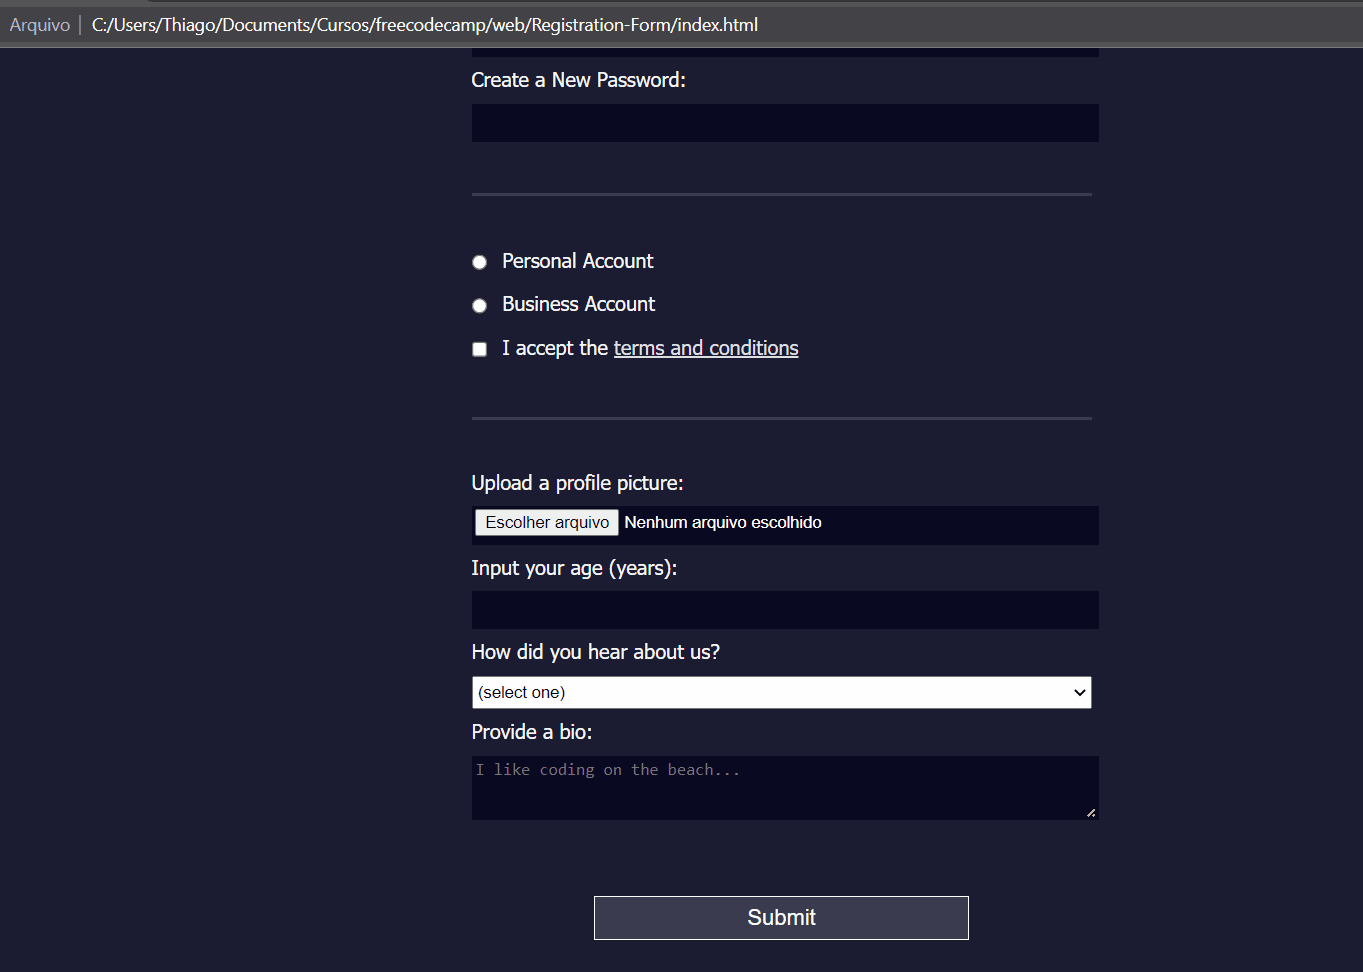 Arquivo C:/Users/Thiago/Documents/Cursos/freecodecamp/web/Registration-Form/index.html
Create a New Password:
Personal Account
Business Account
I accept the terms and conditions
Upload a profile picture:
Escolher arquivo Nenhum arquivo escolhido
Input your age (years):
How did you hear about us?
(select one)
Provide a bio:
I like coding on the beach...
Submit